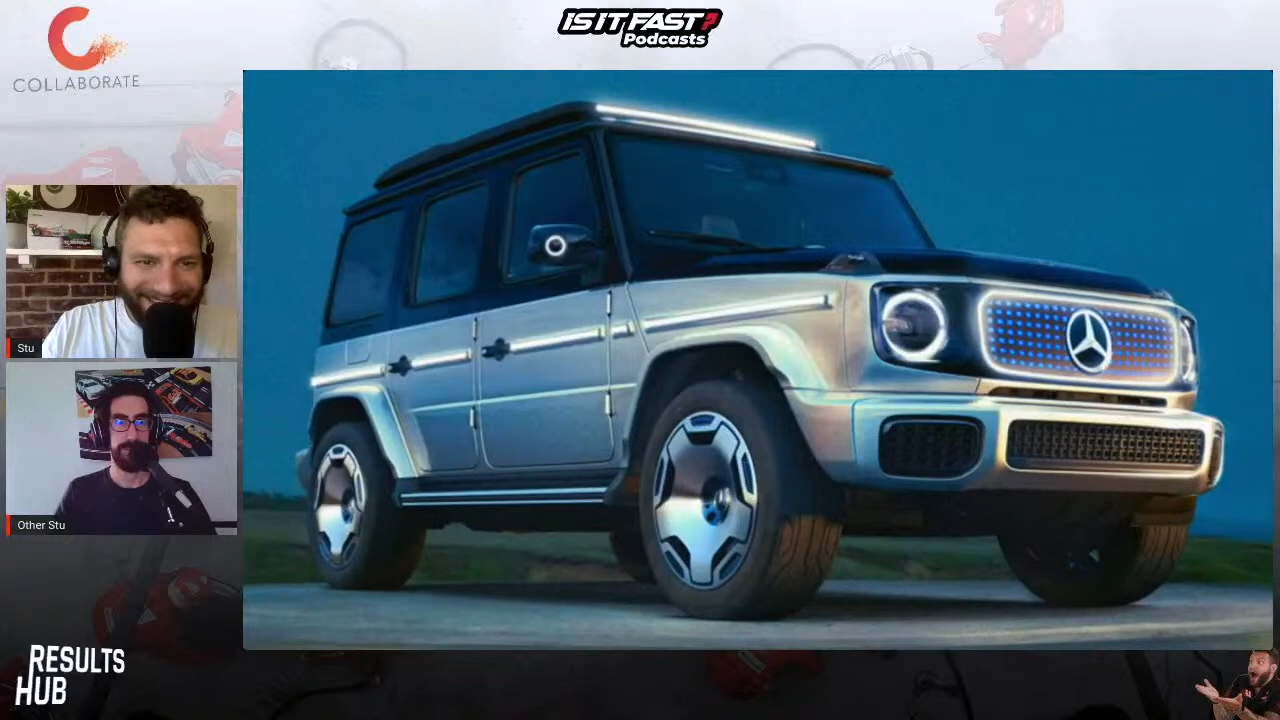 COLLABORATE
IS IT FAST?
Podcasts
Stu
Other Stu
RESULTS
HUB